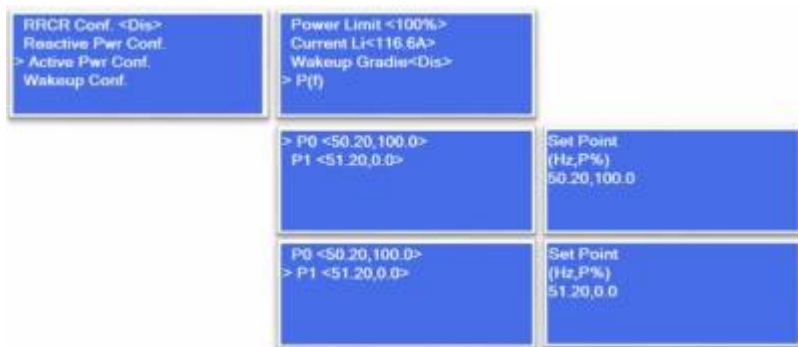 RRCR Conf. <Dis>
Reactive Pwr Conf.
> Active Pwr Conf.
Wakeup Conf.
Power Limit <100%>
Current Li<116.6A>
Wakeup Gradie<Dis>
> P(f)
> P0 <50.20,100.0>
P1 <51.20,0.0>
Set Point
(Hz,P%)
50.20,100.0
P0 <50.20,100.0>
> P1 <51.20,0.0>
Set Point
(Hz,P%)
51.20,0.0